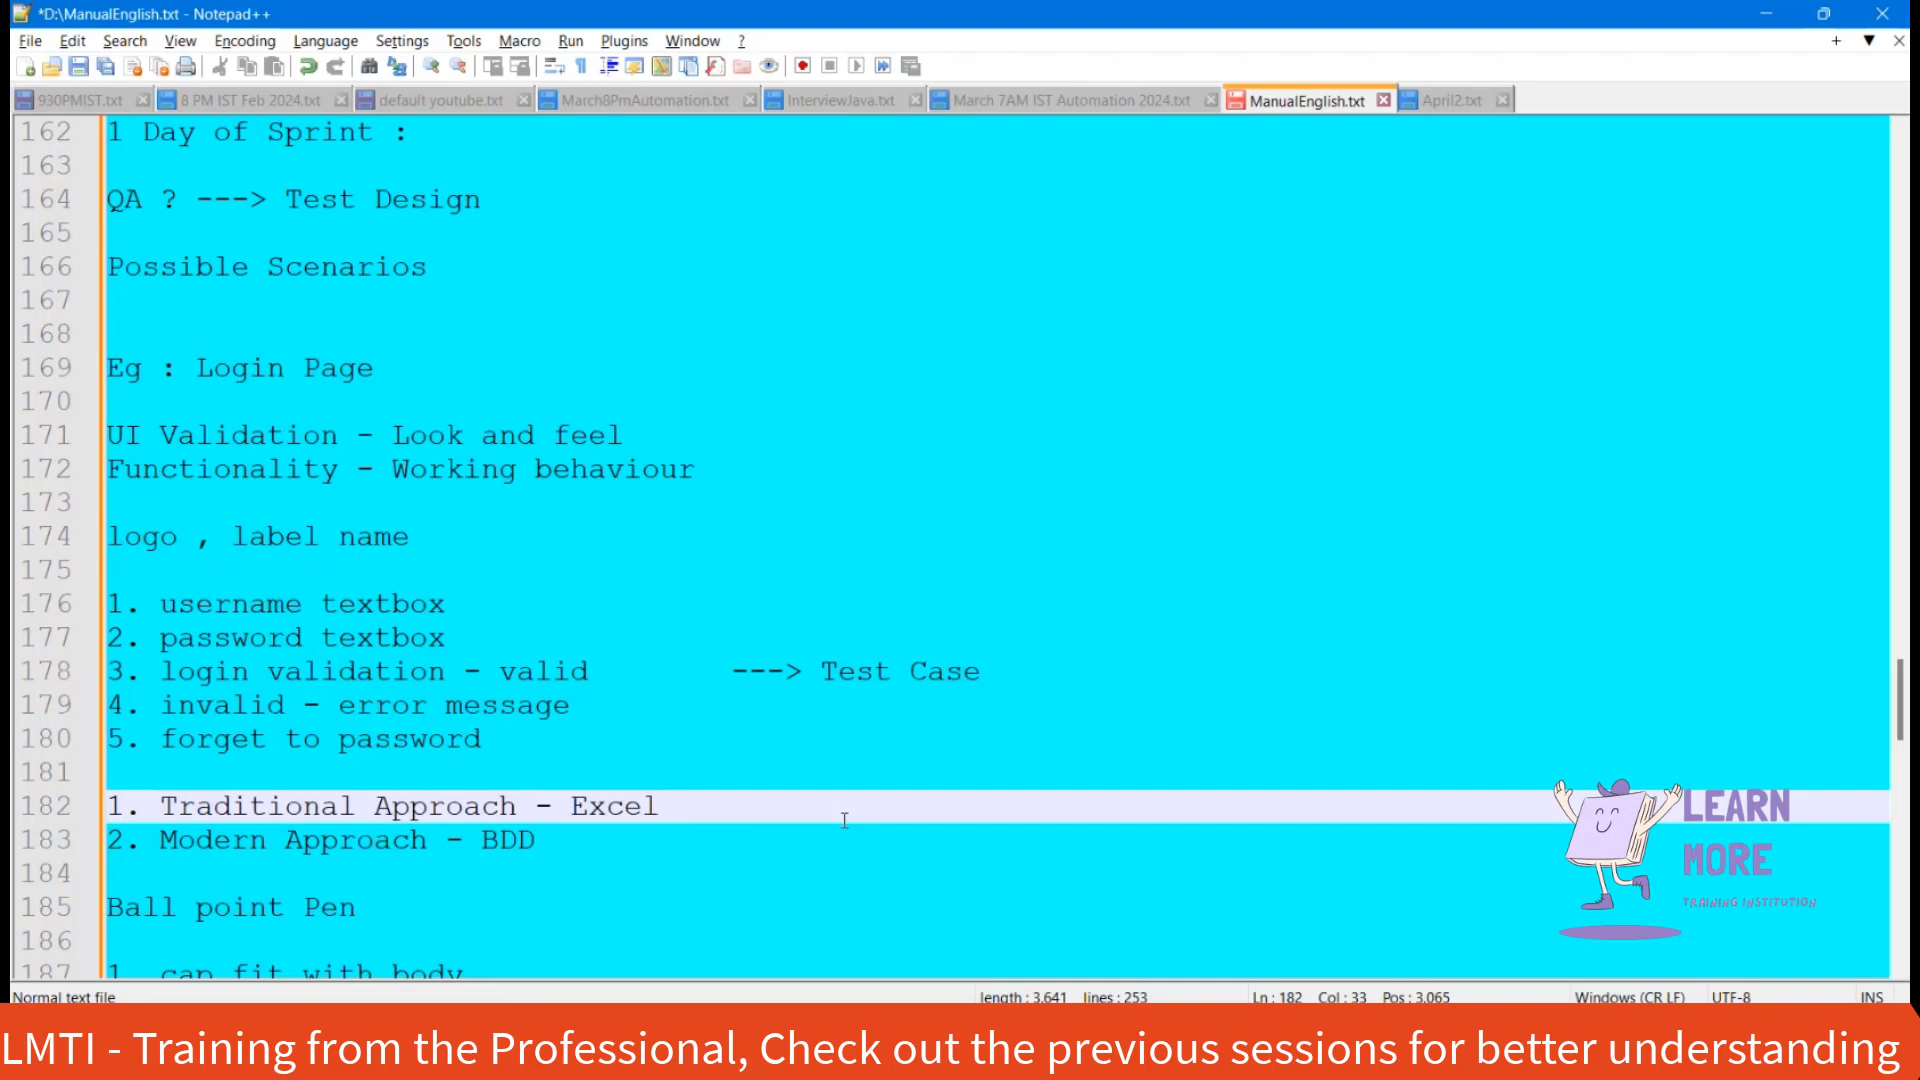 *D:\ManualEnglish.txt - Notepad++
File Edit Search View Encoding Language Settings Tools Macro Run Plugins Window ?
930PMIST.txt 8 PM IST Feb 2024.txt default youtube.txt March8PmAutomation.txt InterviewJava.txt March 7AM IST Automation 2024.txt ManualEnglish.txt April2.txt
162 1 Day of Sprint :
163
164 QA ? ---> Test Design
165
166 Possible Scenarios
167
168
169 Eg : Login Page
170
171 UI Validation - Look and feel
172 Functionality - Working behaviour
173
174 logo , label name
175
176 1. username textbox
177 2. password textbox
178 3. login validation - valid ---> Test Case
179 4. invalid - error message
180 5. forget to password
181
182 1. Traditional Approach - Excel
183 2. Modern Approach - BDD
184
185 Ball point Pen
186
187 1. cap fit with body
LEARN
MORE
TRAINING INSTITUTION
Normal text file length : 3,641 lines : 253 Ln : 182 Col : 33 Pos : 3,065 Windows (CR LF) UTF-8 INS
LMTI - Training from the Professional, Check out the previous sessions for better understanding